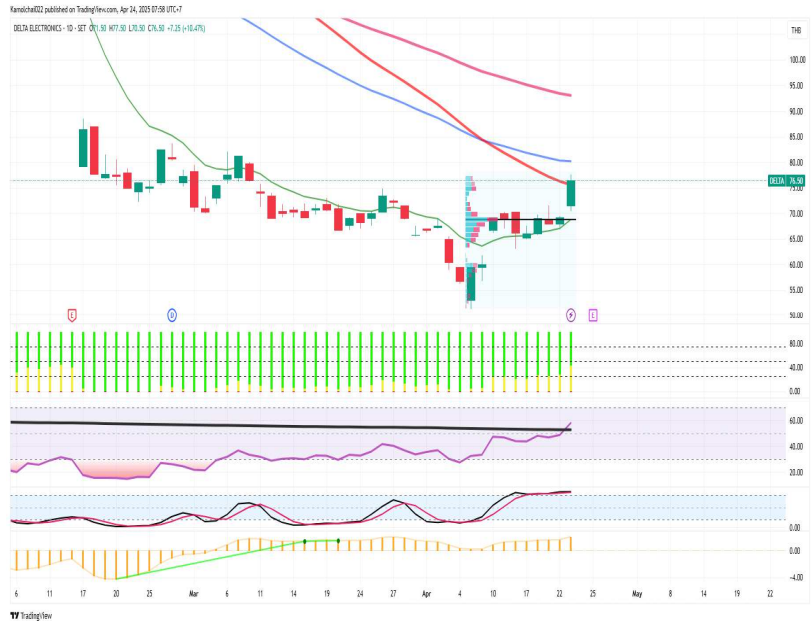 Kamolchai022 published on TradingView.com, Apr 24, 2025 07:58 UTC+7
DELTA ELECTRONICS · 1D · SET O71.50 H77.50 L70.50 C76.50 +7.25 (+10.47%)
THB
100.00
95.00
90.00
85.00
80.00
DELTA 76.50
75.00
70.00
65.00
60.00
55.00
50.00
E
D
E
80.00
40.00
0.00
60.00
40.00
20.00
0.00
0.00
-4.00
6 11 17 20 25 Mar 6 11 14 19 24 27 Apr 4 10 17 22 25 May 8 14 19 22
TradingView